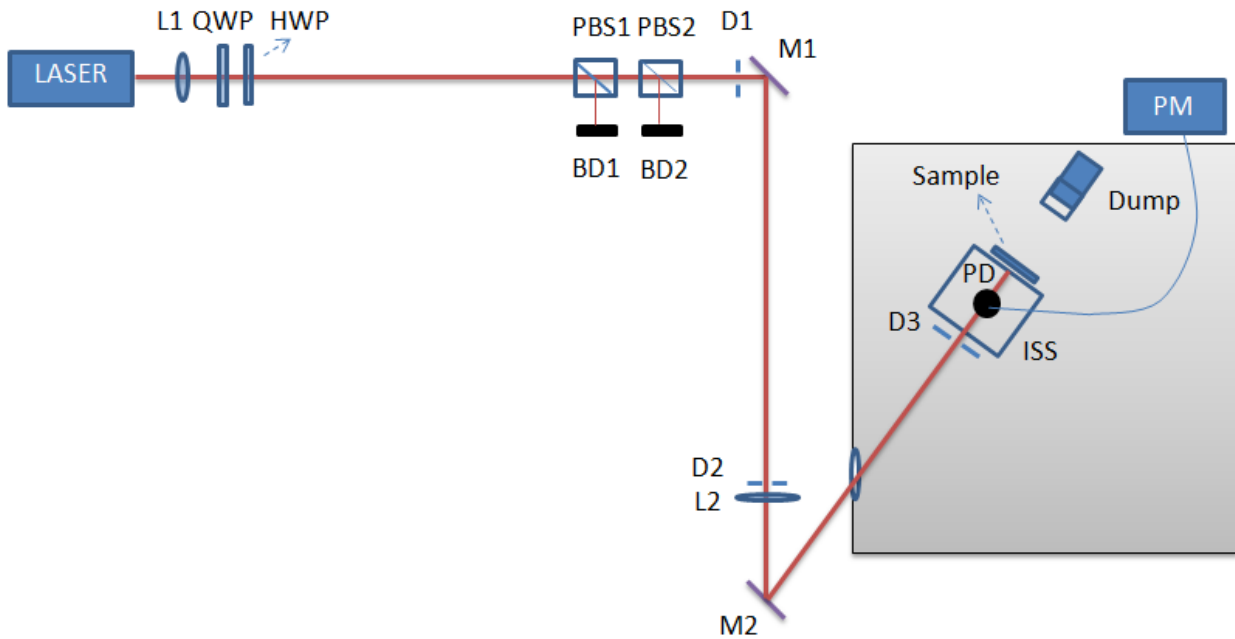 L1 QWP HWP
PBS1 PBS2 D1
M1
LASER
PM
BD1 BD2
Sample
Dump
PD
D3
ISS
D2
L2
M2